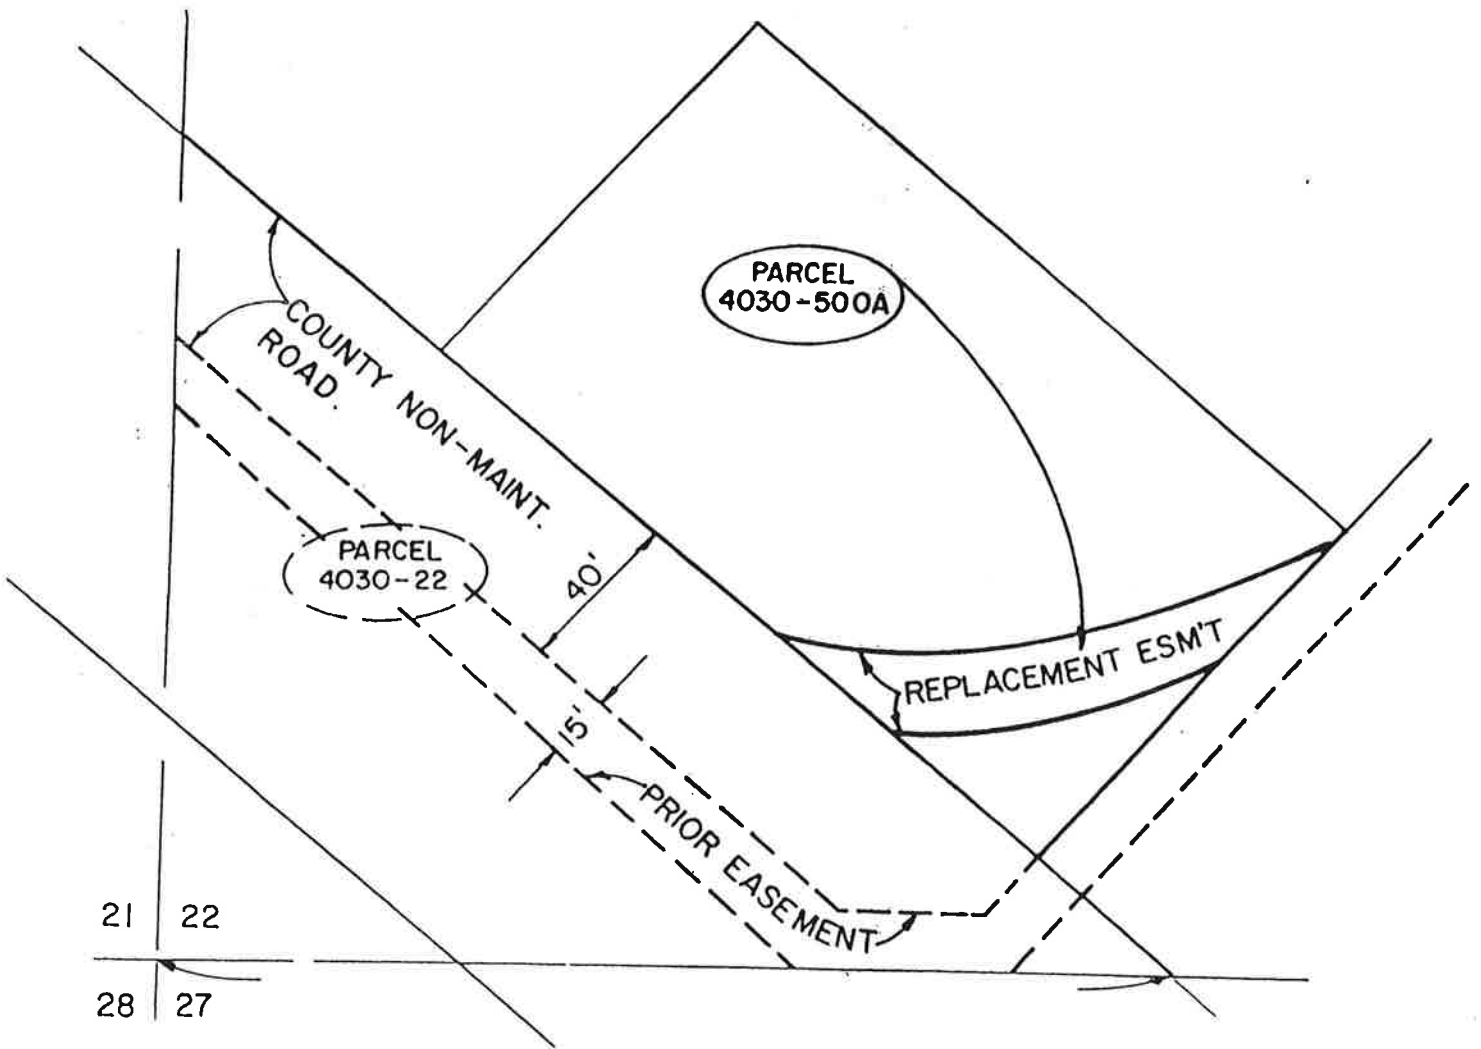 PARCEL
4030-500A
COUNTY NON-MAINT.
ROAD.
PARCEL
4030-22
40'
15'
REPLACEMENT ESM'T
PRIOR EASEMENT
21 22
28 27